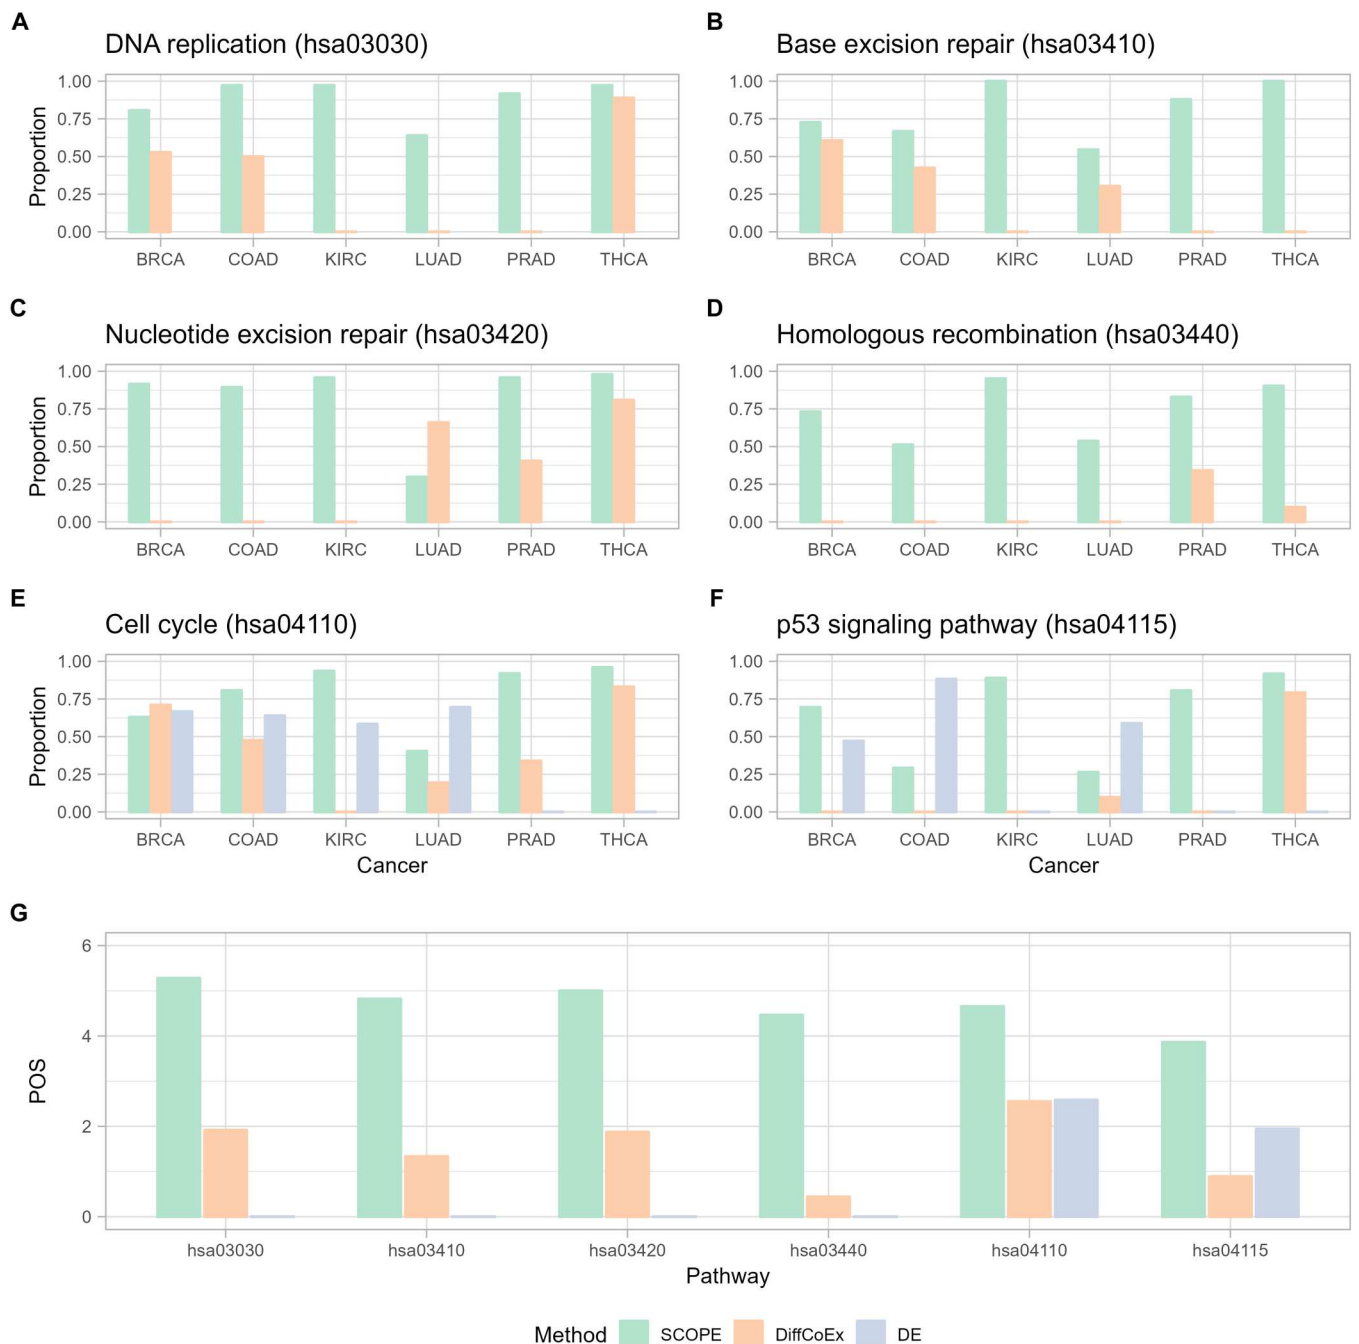 A
DNA replication (hsa03030)
1.00
0.75
0.50
0.25
0.00
Proportion
BRCA COAD KIRC LUAD PRAD THCA
B
Base excision repair (hsa03410)
1.00
0.75
0.50
0.25
0.00
BRCA COAD KIRC LUAD PRAD THCA
C
Nucleotide excision repair (hsa03420)
1.00
0.75
0.50
0.25
0.00
Proportion
BRCA COAD KIRC LUAD PRAD THCA
D
Homologous recombination (hsa03440)
1.00
0.75
0.50
0.25
0.00
BRCA COAD KIRC LUAD PRAD THCA
E
Cell cycle (hsa04110)
1.00
0.75
0.50
0.25
0.00
Proportion
BRCA COAD KIRC LUAD PRAD THCA
Cancer
F
p53 signaling pathway (hsa04115)
1.00
0.75
0.50
0.25
0.00
BRCA COAD KIRC LUAD PRAD THCA
Cancer
G
6
4
2
0
POS
hsa03030 hsa03410 hsa03420 hsa03440 hsa04110 hsa04115
Pathway
Method SCOPE DiffCoEx DE